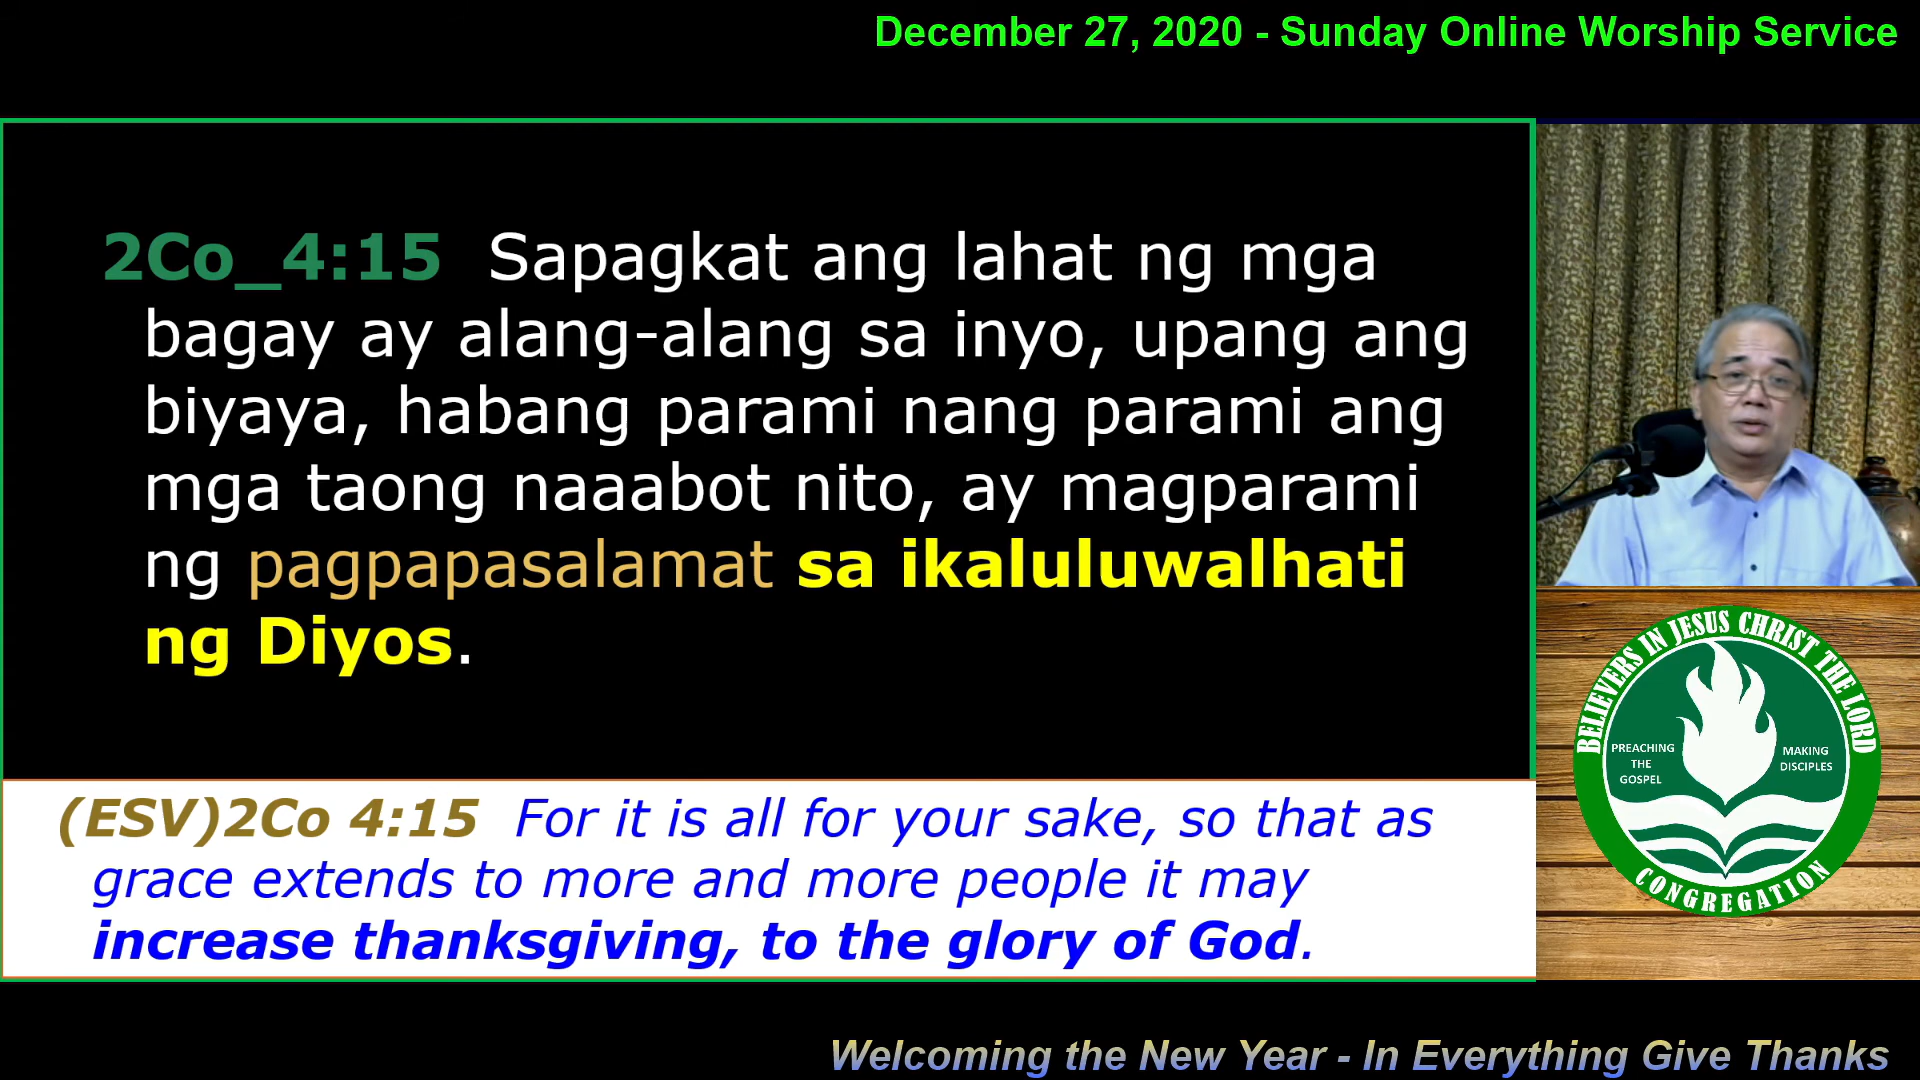 December 27, 2020 - Sunday Online Worship Service
2Co_4:15 Sapagkat ang lahat ng mga
bagay ay alang-alang sa inyo, upang ang
biyaya, habang parami nang parami ang
mga taong naaabot nito, ay magparami
ng pagpapasalamat sa ikaluluwalhati
ng Diyos.
(ESV)2Co 4:15 For it is all for your sake, so that as
grace extends to more and more people it may
increase thanksgiving, to the glory of God.
BELIEVERS IN JESUS CHRIST THE LORD
PREACHING
THE
GOSPEL
MAKING
DISCIPLES
CONGREGATION
Welcoming the New Year - In Everything Give Thanks